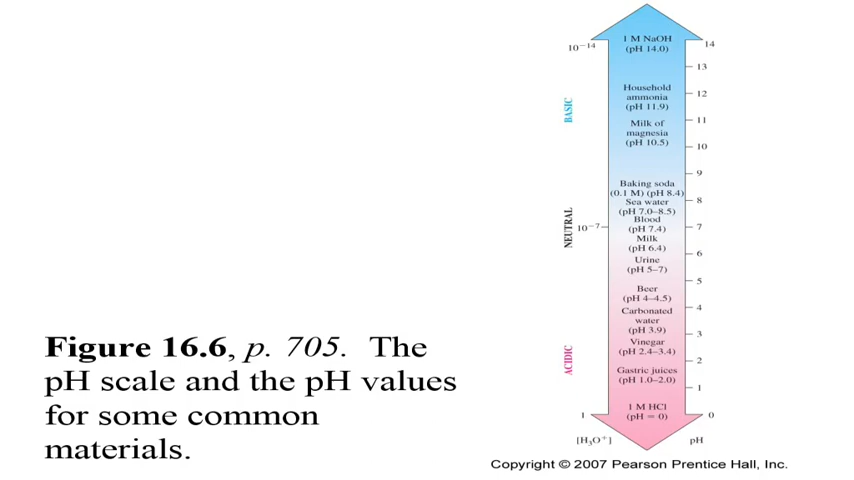 1 M NaOH
(pH 14.0)
10⁻¹⁴
14
13
Household
ammonia
(pH 11.9)
12
BASIC
Milk of
magnesia
(pH 10.5)
11
10
9
Baking soda
(0.1 M) (pH 8.4)
Sea water
(pH 7.0–8.5)
8
Blood
(pH 7.4)
NEUTRAL
10⁻⁷
7
Milk
(pH 6.4)
6
Urine
(pH 5–7)
5
Beer
(pH 4–4.5)
4
Carbonated
water
(pH 3.9)
3
Vinegar
(pH 2.4–3.4)
ACIDIC
2
Gastric juices
(pH 1.0–2.0)
1
1 M HCl
(pH = 0)
1
0
[H₃O⁺]
pH
Figure 16.6, p. 705. The
pH scale and the pH values
for some common
materials.
Copyright © 2007 Pearson Prentice Hall, Inc.